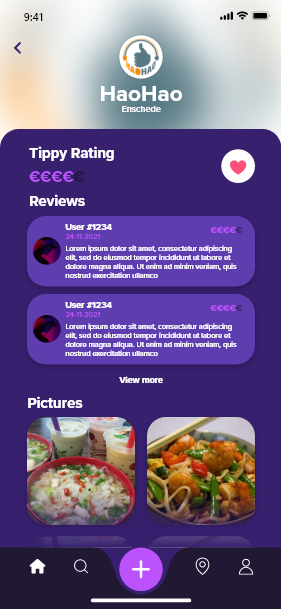 9:41
HAOHAO
HaoHao
Enschede
Tippy Rating
€€€€€
Reviews
User #1234
€€€€€
24-11-2021
Lorem ipsum dolor sit amet, consectetur adipiscing
elit, sed do eiusmod tempor incididunt ut labore et
dolore magna aliqua. Ut enim ad minim veniam, quis
nostrud exercitation ullamco
User #1234
€€€€€
24-11-2021
Lorem ipsum dolor sit amet, consectetur adipiscing
elit, sed do eiusmod tempor incididunt ut labore et
dolore magna aliqua. Ut enim ad minim veniam, quis
nostrud exercitation ullamco
View more
Pictures